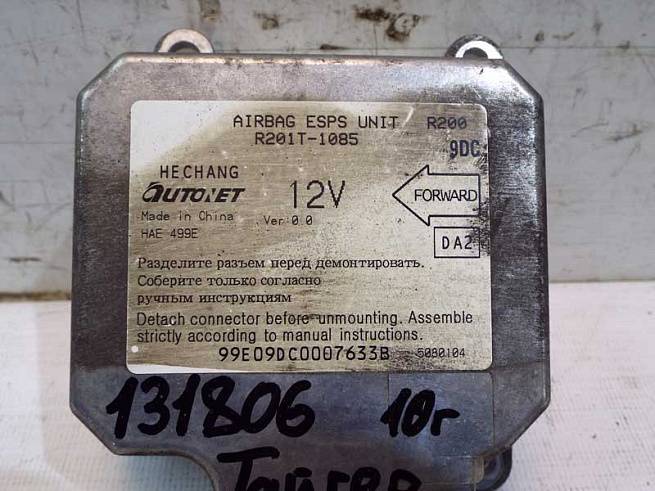 AIRBAG ESPS UNIT R200
R201T-1085
9DC
HECHANG
AUTONET 12V FORWARD
Made in China Ver 0 0
HAE 499E DA2
Разделите разъем перед демонтировать.
Соберите только согласно
ручным инструкциям
Detach connector before unmounting. Assemble
strictly according to manual instructions.
99E09DC0007633B 5080104
131806 10г
Тайгер